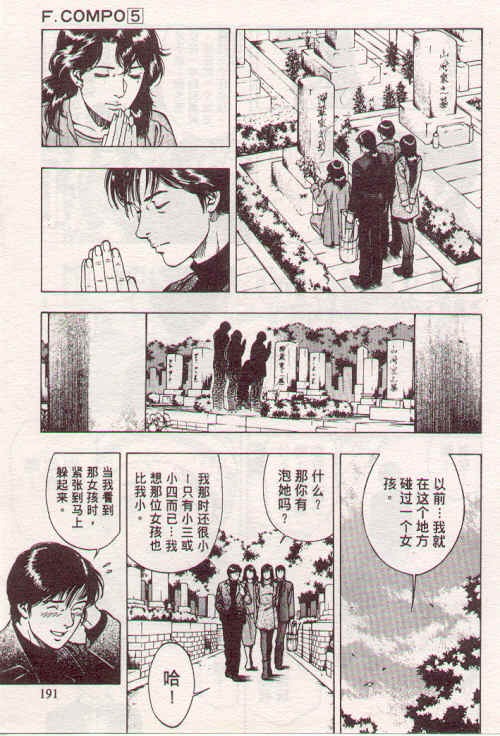 F. COMPO 5
山
家之墓
以前…我就
在这个地方
碰过一个女
孩。
什么？
那你有
泡她吗？
我那时还很小
！只有小三或
小四而已…我
想那位女孩也
比我小。
哈！
当我看到
那女孩时，
紧张到马上
躲起来。
191